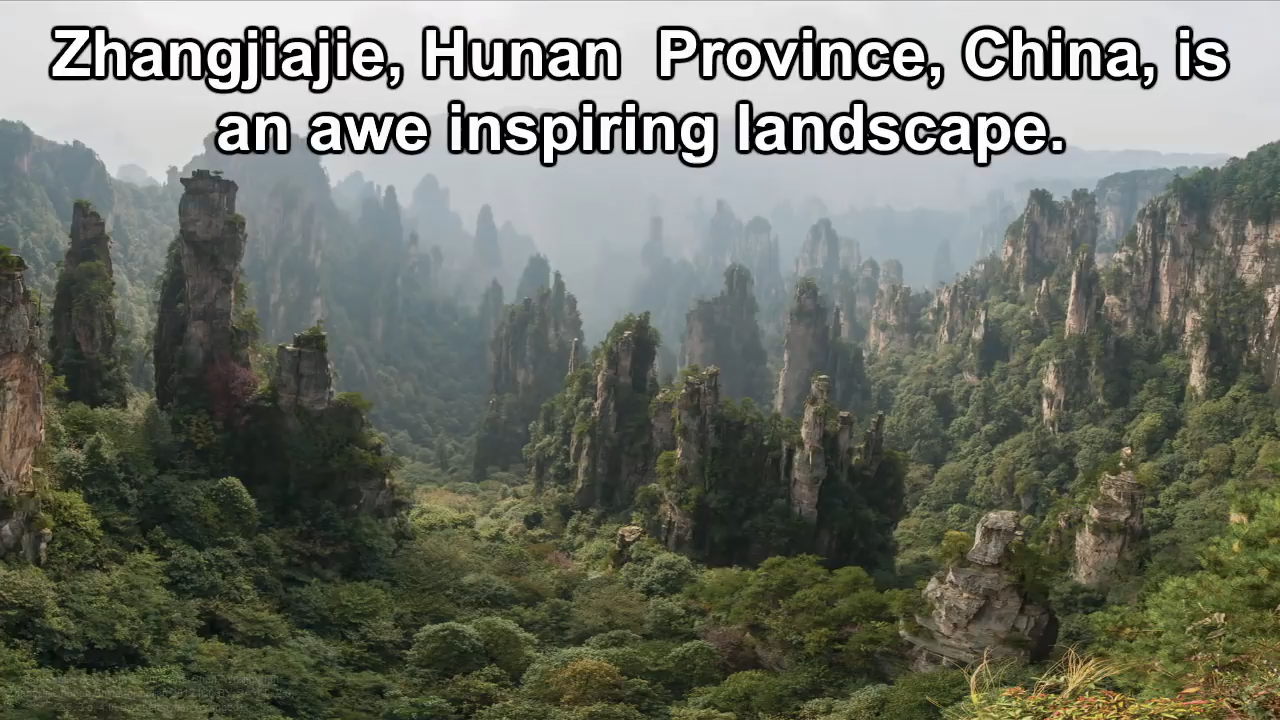 Zhangjiajie, Hunan  Province, China, is
an awe inspiring landscape.